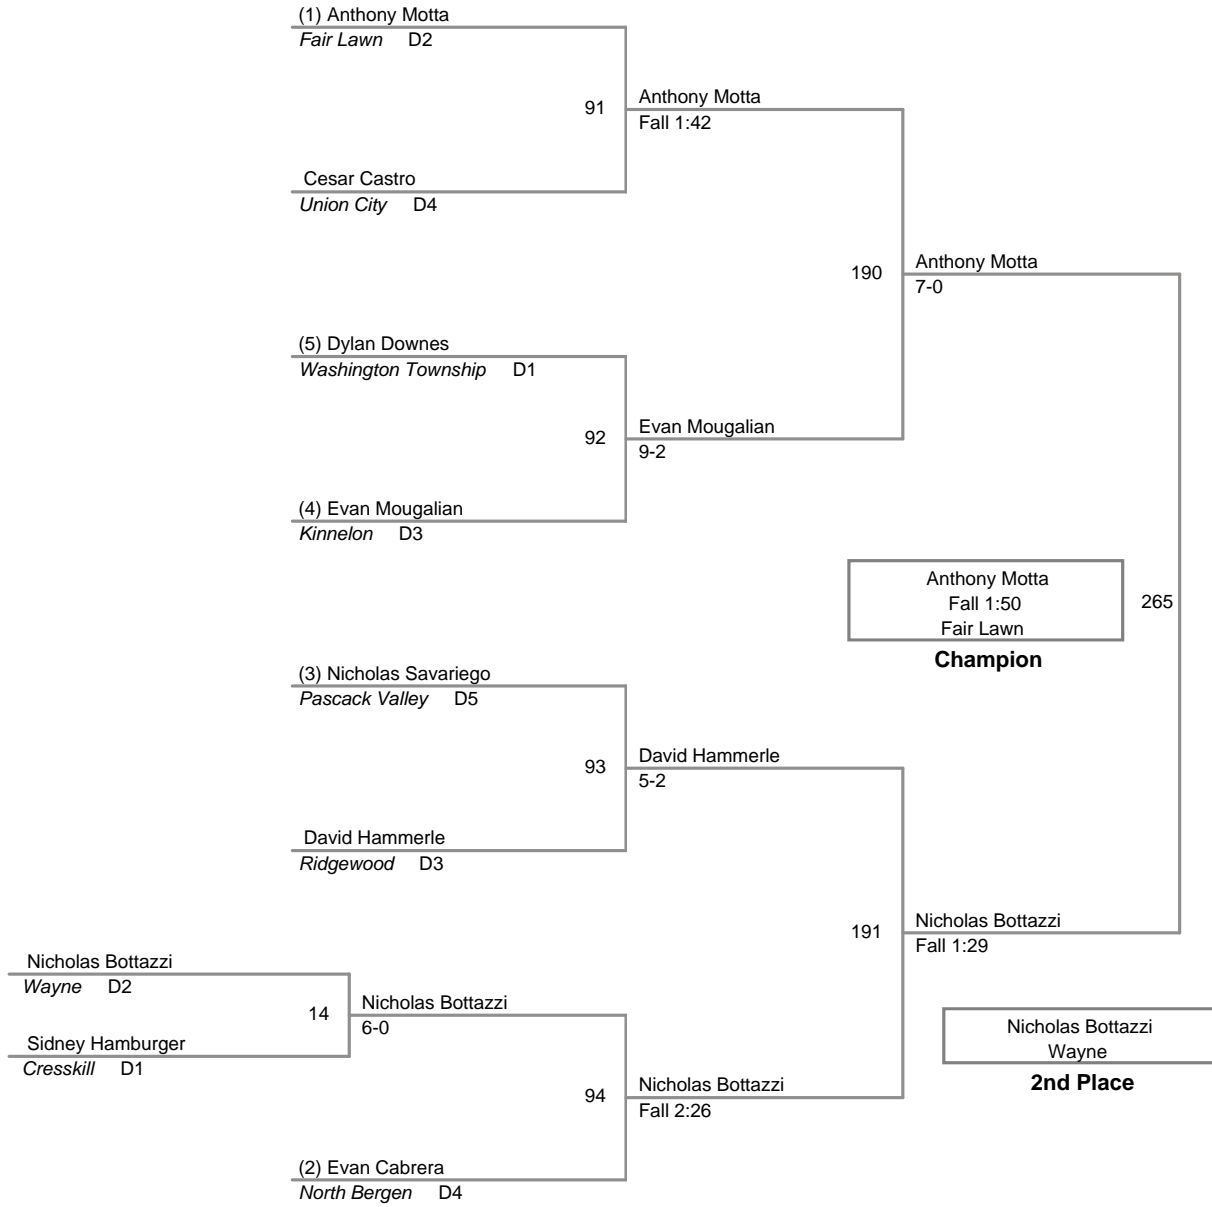 (1) Anthony Motta
Fair Lawn D2
91
Anthony Motta
Fall 1:42
Cesar Castro
Union City D4
190
Anthony Motta
7-0
(5) Dylan Downes
Washington Township D1
92
Evan Mougalian
9-2
(4) Evan Mougalian
Kinnelon D3
Anthony Motta
Fall 1:50
Fair Lawn
Champion
265
(3) Nicholas Savariego
Pascack Valley D5
93
David Hammerle
5-2
David Hammerle
Ridgewood D3
191
Nicholas Bottazzi
Fall 1:29
Nicholas Bottazzi
Wayne D2
14
Nicholas Bottazzi
6-0
Sidney Hamburger
Cresskill D1
Nicholas Bottazzi
Wayne
2nd Place
94
Nicholas Bottazzi
Fall 2:26
(2) Evan Cabrera
North Bergen D4